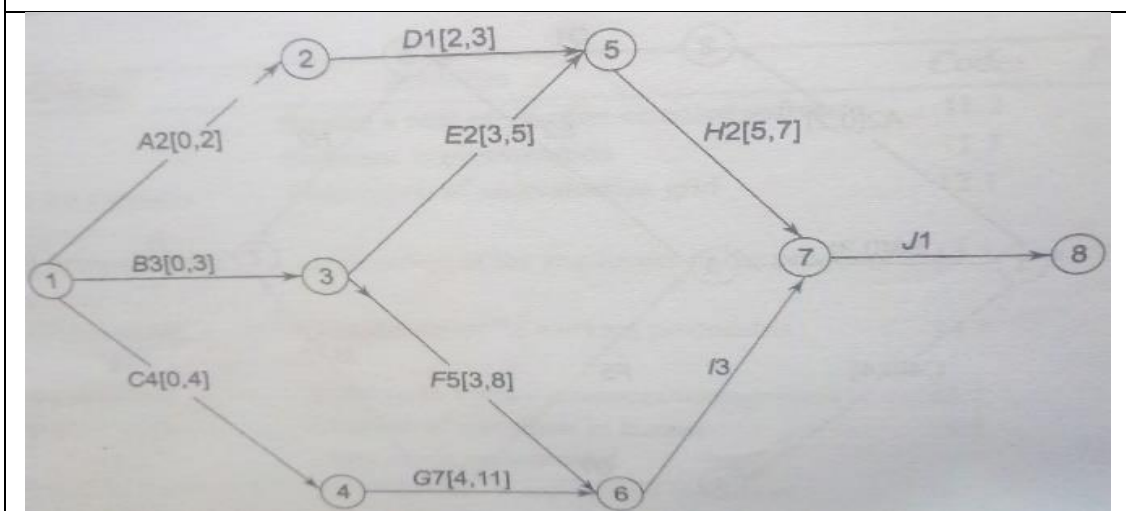 D1[2,3]
2
5
A2[0,2]
E2[3,5]
H2[5,7]
J1
7
8
B3[0,3]
1
3
C4[0,4]
F5[3,8]
I3
G7[4,11]
4
6